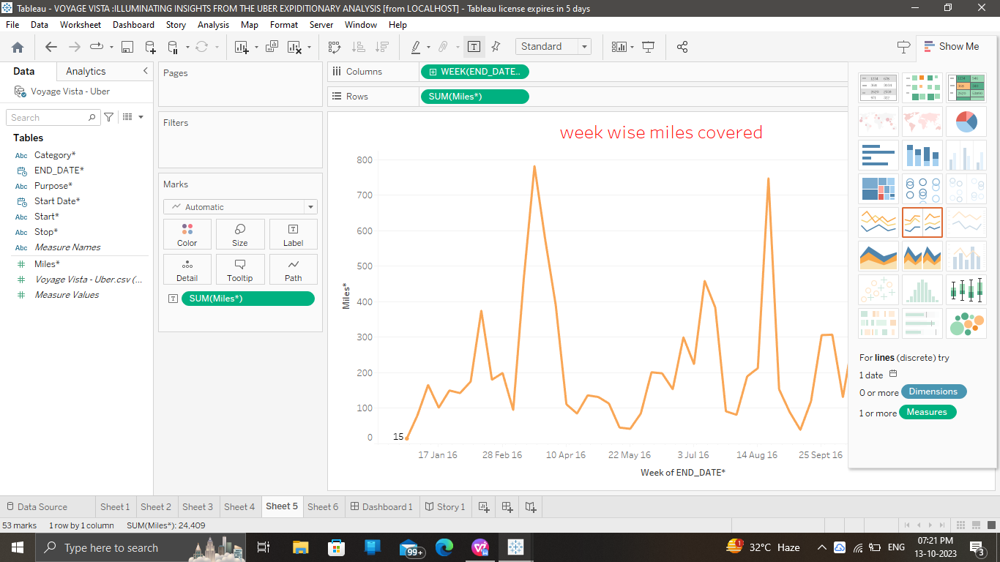 Tableau - VOYAGE VISTA :ILLUMINATING INSIGHTS FROM THE UBER EXPIDITIONARY ANALYSIS [from LOCALHOST] - Tableau license expires in 5 days
File Data Worksheet Dashboard Story Analysis Map Format Server Window Help
Standard
Show Me
Data Analytics
Voyage Vista - Uber
Search
Tables
Abc Category*
END_DATE*
Abc Purpose*
Start Date*
Abc Start*
Abc Stop*
Abc Measure Names
Miles*
Voyage Vista - Uber.csv (...
Measure Values
Pages
Filters
Marks
Automatic
Color Size Label
Detail Tooltip Path
SUM(Miles*)
Columns WEEK(END_DATE..
Rows SUM(Miles*)
week wise miles covered
800
700
600
500
400
300
200
100
0
Miles*
15
17 Jan 16 28 Feb 16 10 Apr 16 22 May 16 3 Jul 16 14 Aug 16 25 Sept 16
Week of END_DATE*
For lines (discrete) try
1 date
0 or more Dimensions
1 or more Measures
Data Source Sheet 1 Sheet 2 Sheet 3 Sheet 4 Sheet 5 Sheet 6 Dashboard 1 Story 1
53 marks 1 row by 1 column SUM(Miles*): 24,409
Type here to search
99+
1
32°C Haze
ENG
07:21 PM
13-10-2023
3